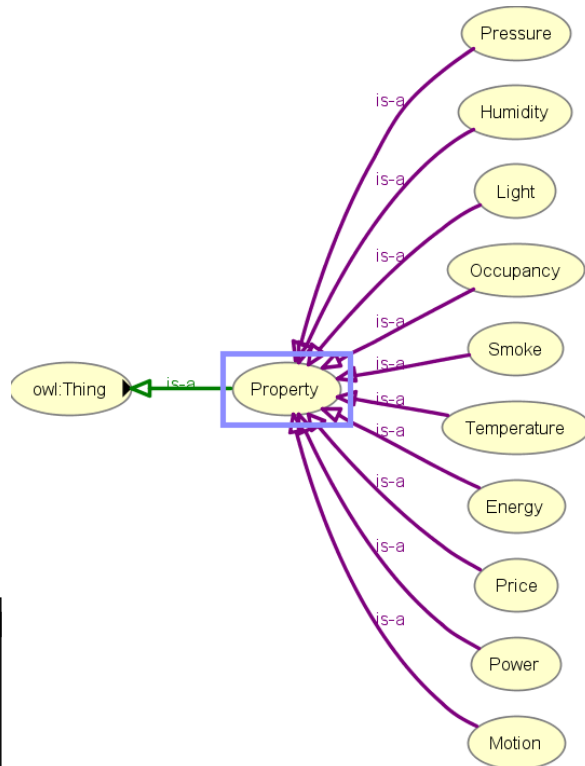 Pressure
is-a
Humidity
is-a
Light
is-a
Occupancy
is-a
Smoke
is-a
owl:Thing
is-a
Property
is-a
Temperature
is-a
Energy
is-a
Price
is-a
Power
is-a
Motion